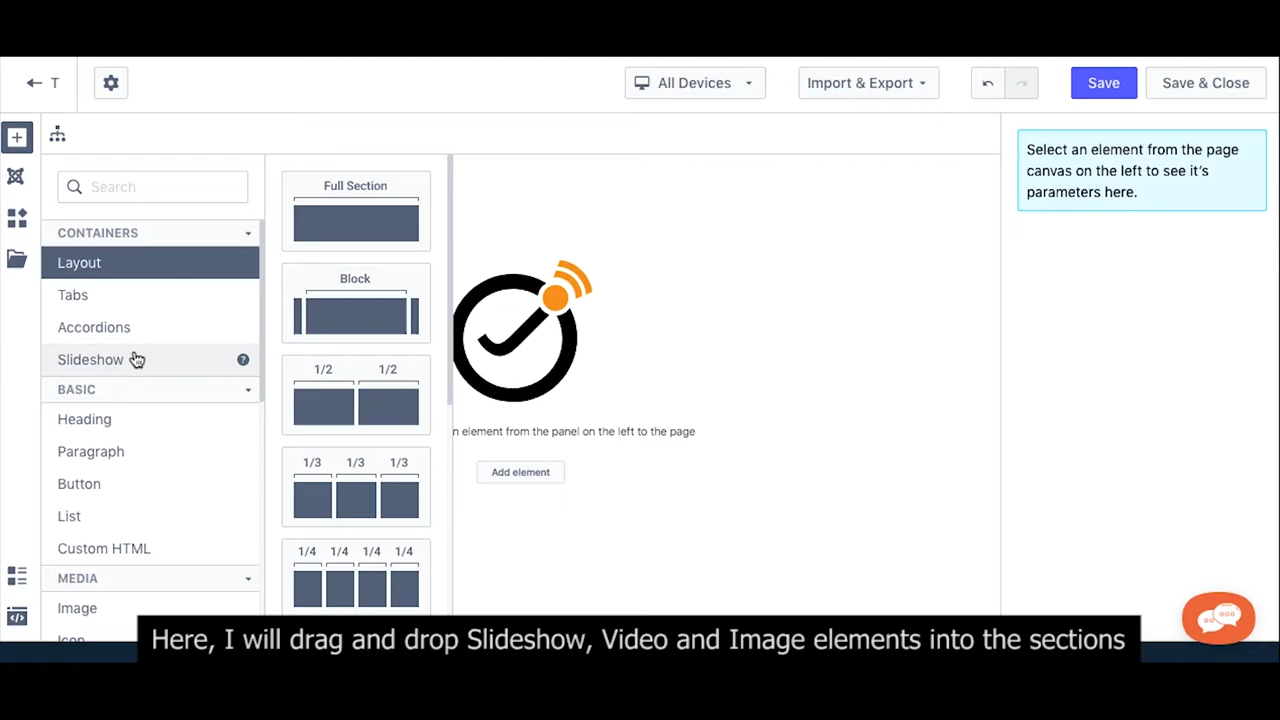 T
All Devices
Import & Export
Save
Save & Close
Select an element from the page
canvas on the left to see it's
parameters here.
Search
CONTAINERS
Layout
Tabs
Accordions
Slideshow
?
BASIC
Heading
Paragraph
Button
List
Custom HTML
MEDIA
Image
Icon
Full Section
Block
1/2 1/2
1/3 1/3 1/3
1/4 1/4 1/4 1/4
n element from the panel on the left to the page
Add element
Here, I will drag and drop Slideshow, Video and Image elements into the sections